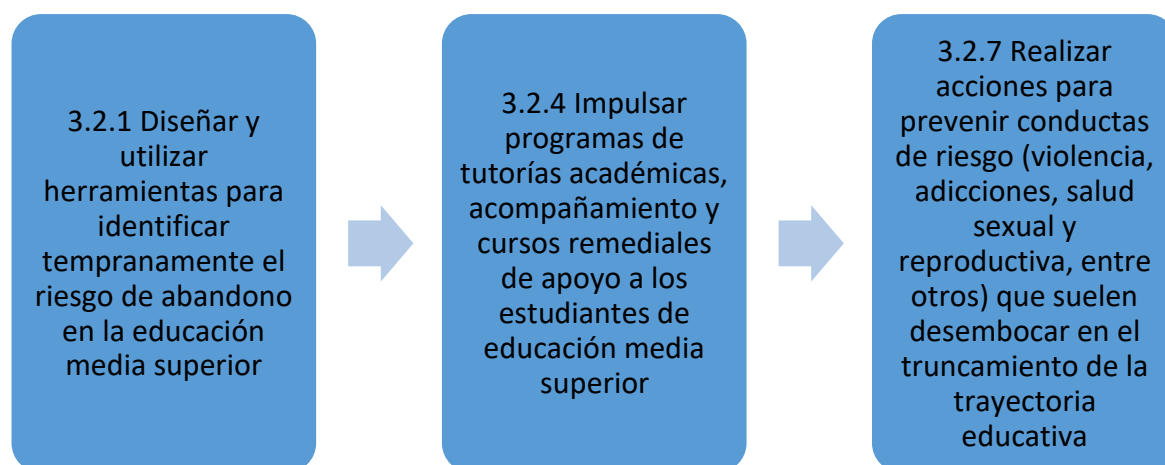 3.2.1 Diseñar y
utilizar
herramientas para
identificar
tempranamente el
riesgo de abandono
en la educación
media superior
3.2.4 Impulsar
programas de
tutorías académicas,
acompañamiento y
cursos remediales
de apoyo a los
estudiantes de
educación media
superior
3.2.7 Realizar
acciones para
prevenir conductas
de riesgo (violencia,
adicciones, salud
sexual y
reproductiva, entre
otros) que suelen
desembocar en el
truncamiento de la
trayectoria
educativa